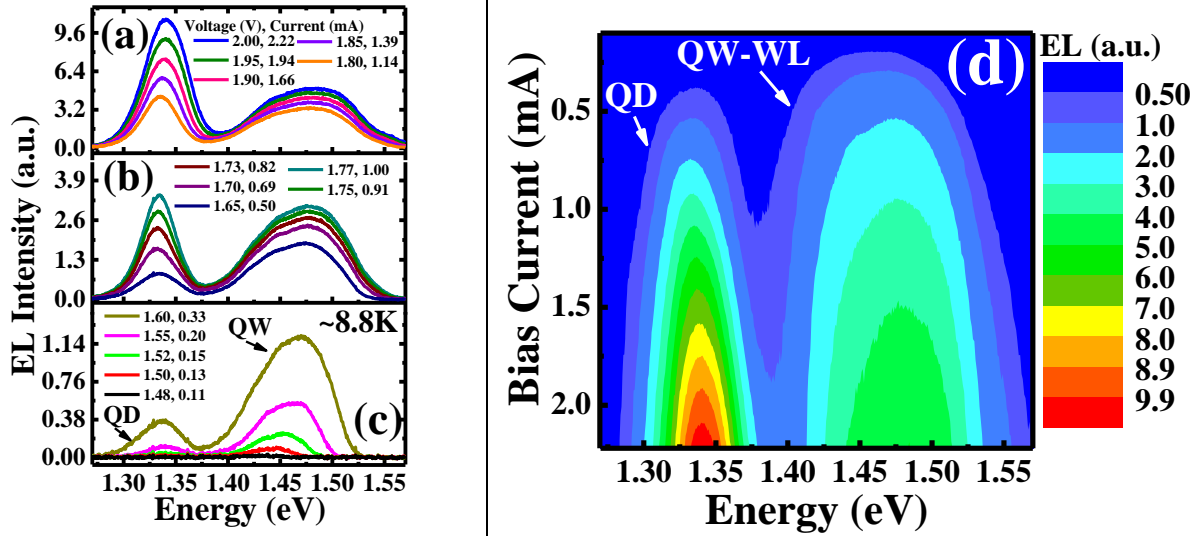 EL Intensity (a.u.)
(a)
Voltage (V), Current (mA)
2.00, 2.22
1.85, 1.39
1.95, 1.94
1.80, 1.14
1.90, 1.66
9.6
6.4
3.2
0.0
(b)
1.73, 0.82
1.77, 1.00
1.70, 0.69
1.75, 0.91
1.65, 0.50
3.9
2.6
1.3
0.0
1.60, 0.33
1.55, 0.20
1.52, 0.15
1.50, 0.13
1.48, 0.11
QW
~8.8K
QD
(c)
1.14
0.76
0.38
0.00
1.30 1.35 1.40 1.45 1.50 1.55
Energy (eV)
Bias Current (mA)
0.5
1.0
1.5
2.0
QD
QW-WL
(d)
1.30 1.35 1.40 1.45 1.50 1.55
Energy (eV)
EL (a.u.)
0.50
1.0
2.0
3.0
4.0
5.0
6.0
7.0
8.0
8.9
9.9